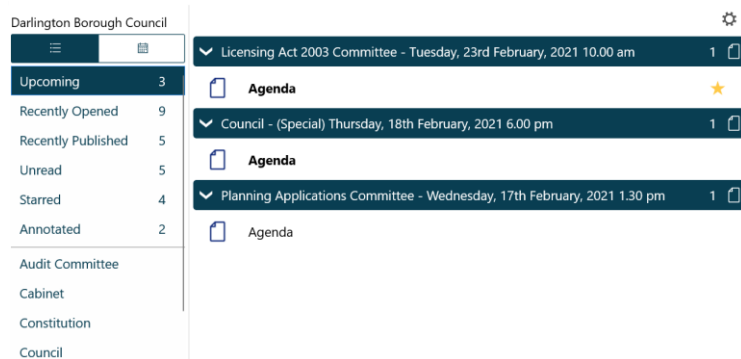 Darlington Borough Council
Upcoming 3
Recently Opened 9
Recently Published 5
Unread 5
Starred 4
Annotated 2
Audit Committee
Cabinet
Constitution
Council
Licensing Act 2003 Committee - Tuesday, 23rd February, 2021 10.00 am 1
Agenda
Council - (Special) Thursday, 18th February, 2021 6.00 pm 1
Agenda
Planning Applications Committee - Wednesday, 17th February, 2021 1.30 pm 1
Agenda